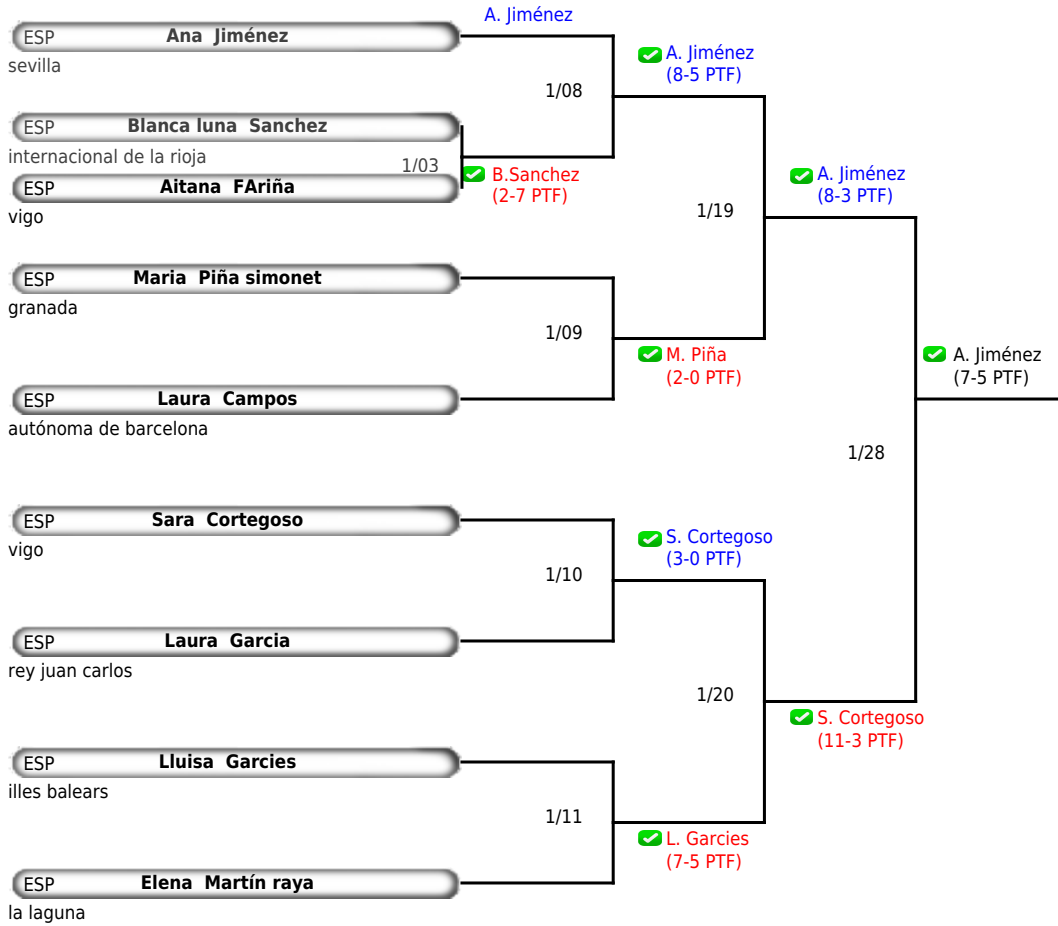 A. Jiménez
ESP Ana Jiménez
sevilla
A. Jiménez
(8-5 PTF)
1/08
ESP Blanca luna Sanchez
internacional de la rioja
1/03
B.Sanchez
(2-7 PTF)
ESP Aitana FAriña
vigo
A. Jiménez
(8-3 PTF)
1/19
ESP Maria Piña simonet
granada
1/09
M. Piña
(2-0 PTF)
A. Jiménez
(7-5 PTF)
ESP Laura Campos
autónoma de barcelona
1/28
ESP Sara Cortegoso
vigo
S. Cortegoso
(3-0 PTF)
1/10
ESP Laura Garcia
rey juan carlos
1/20
S. Cortegoso
(11-3 PTF)
ESP Lluisa Garcies
illes balears
1/11
L. Garcies
(7-5 PTF)
ESP Elena Martín raya
la laguna